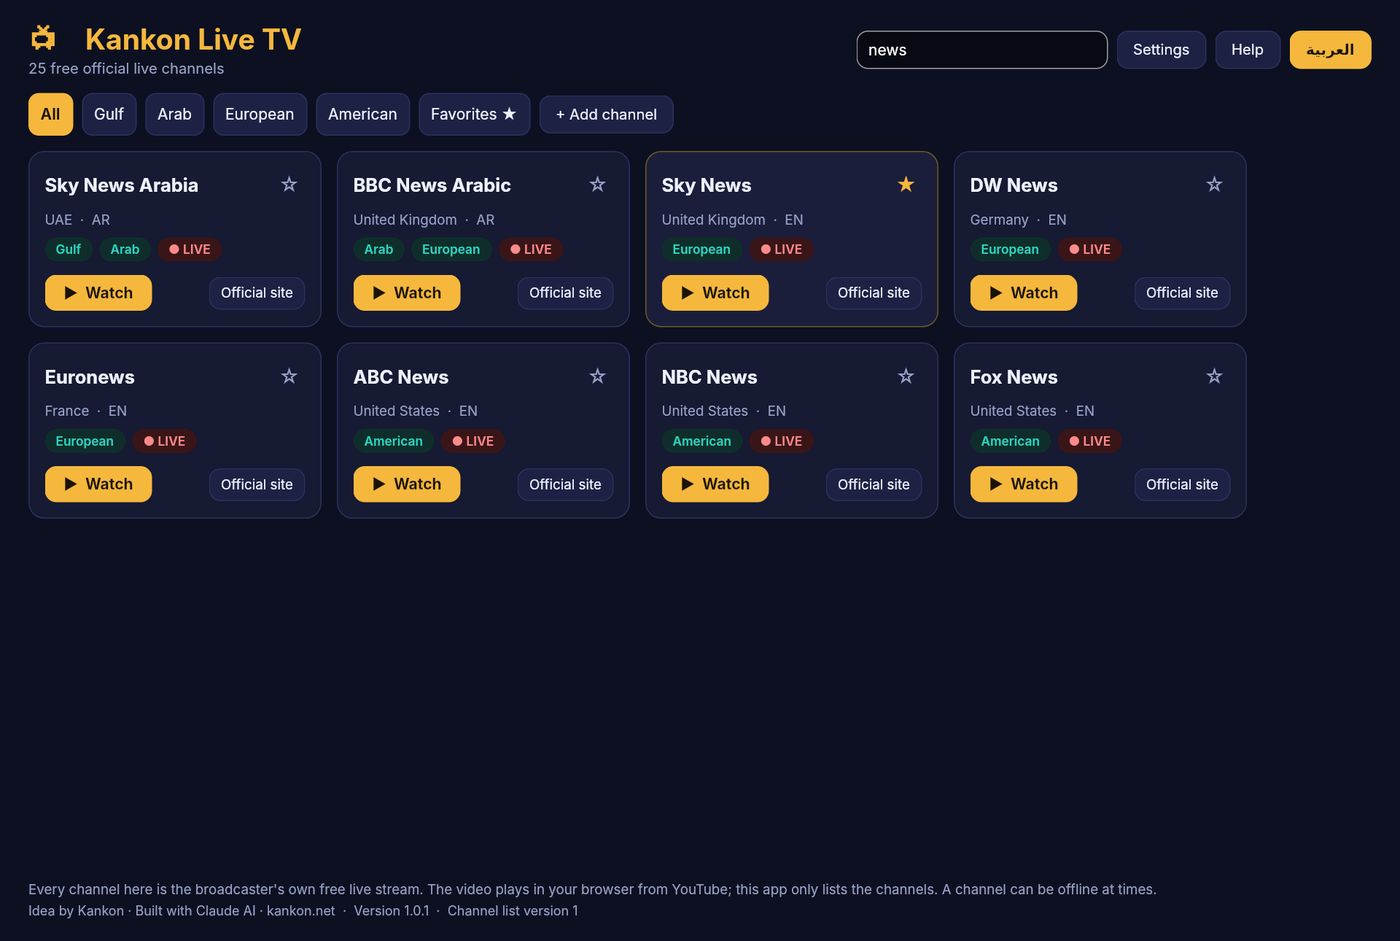 Kankon Live TV
25 free official live channels
news
Settings
Help
العربية
All
Gulf
Arab
European
American
Favorites ★
+ Add channel
Sky News Arabia ☆
UAE · AR
Gulf
Arab
● LIVE
▶ Watch
Official site
BBC News Arabic ☆
United Kingdom · AR
Arab
European
● LIVE
▶ Watch
Official site
Sky News ★
United Kingdom · EN
European
● LIVE
▶ Watch
Official site
DW News ☆
Germany · EN
European
● LIVE
▶ Watch
Official site
Euronews ☆
France · EN
European
● LIVE
▶ Watch
Official site
ABC News ☆
United States · EN
American
● LIVE
▶ Watch
Official site
NBC News ☆
United States · EN
American
● LIVE
▶ Watch
Official site
Fox News ☆
United States · EN
American
● LIVE
▶ Watch
Official site
Every channel here is the broadcaster's own free live stream. The video plays in your browser from YouTube; this app only lists the channels. A channel can be offline at times.
Idea by Kankon · Built with Claude AI · kankon.net · Version 1.0.1 · Channel list version 1